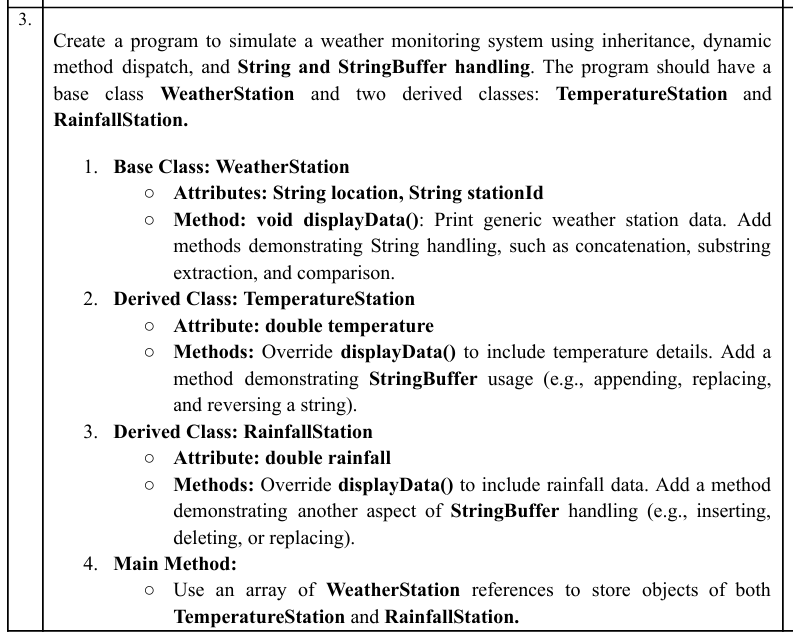 3.
Create a program to simulate a weather monitoring system using inheritance, dynamic
method dispatch, and String and StringBuffer handling. The program should have a
base class WeatherStation and two derived classes: TemperatureStation and
RainfallStation.
1. Base Class: WeatherStation
○ Attributes: String location, String stationId
○ Method: void displayData(): Print generic weather station data. Add
methods demonstrating String handling, such as concatenation, substring
extraction, and comparison.
2. Derived Class: TemperatureStation
○ Attribute: double temperature
○ Methods: Override displayData() to include temperature details. Add a
method demonstrating StringBuffer usage (e.g., appending, replacing,
and reversing a string).
3. Derived Class: RainfallStation
○ Attribute: double rainfall
○ Methods: Override displayData() to include rainfall data. Add a method
demonstrating another aspect of StringBuffer handling (e.g., inserting,
deleting, or replacing).
4. Main Method:
○ Use an array of WeatherStation references to store objects of both
TemperatureStation and RainfallStation.